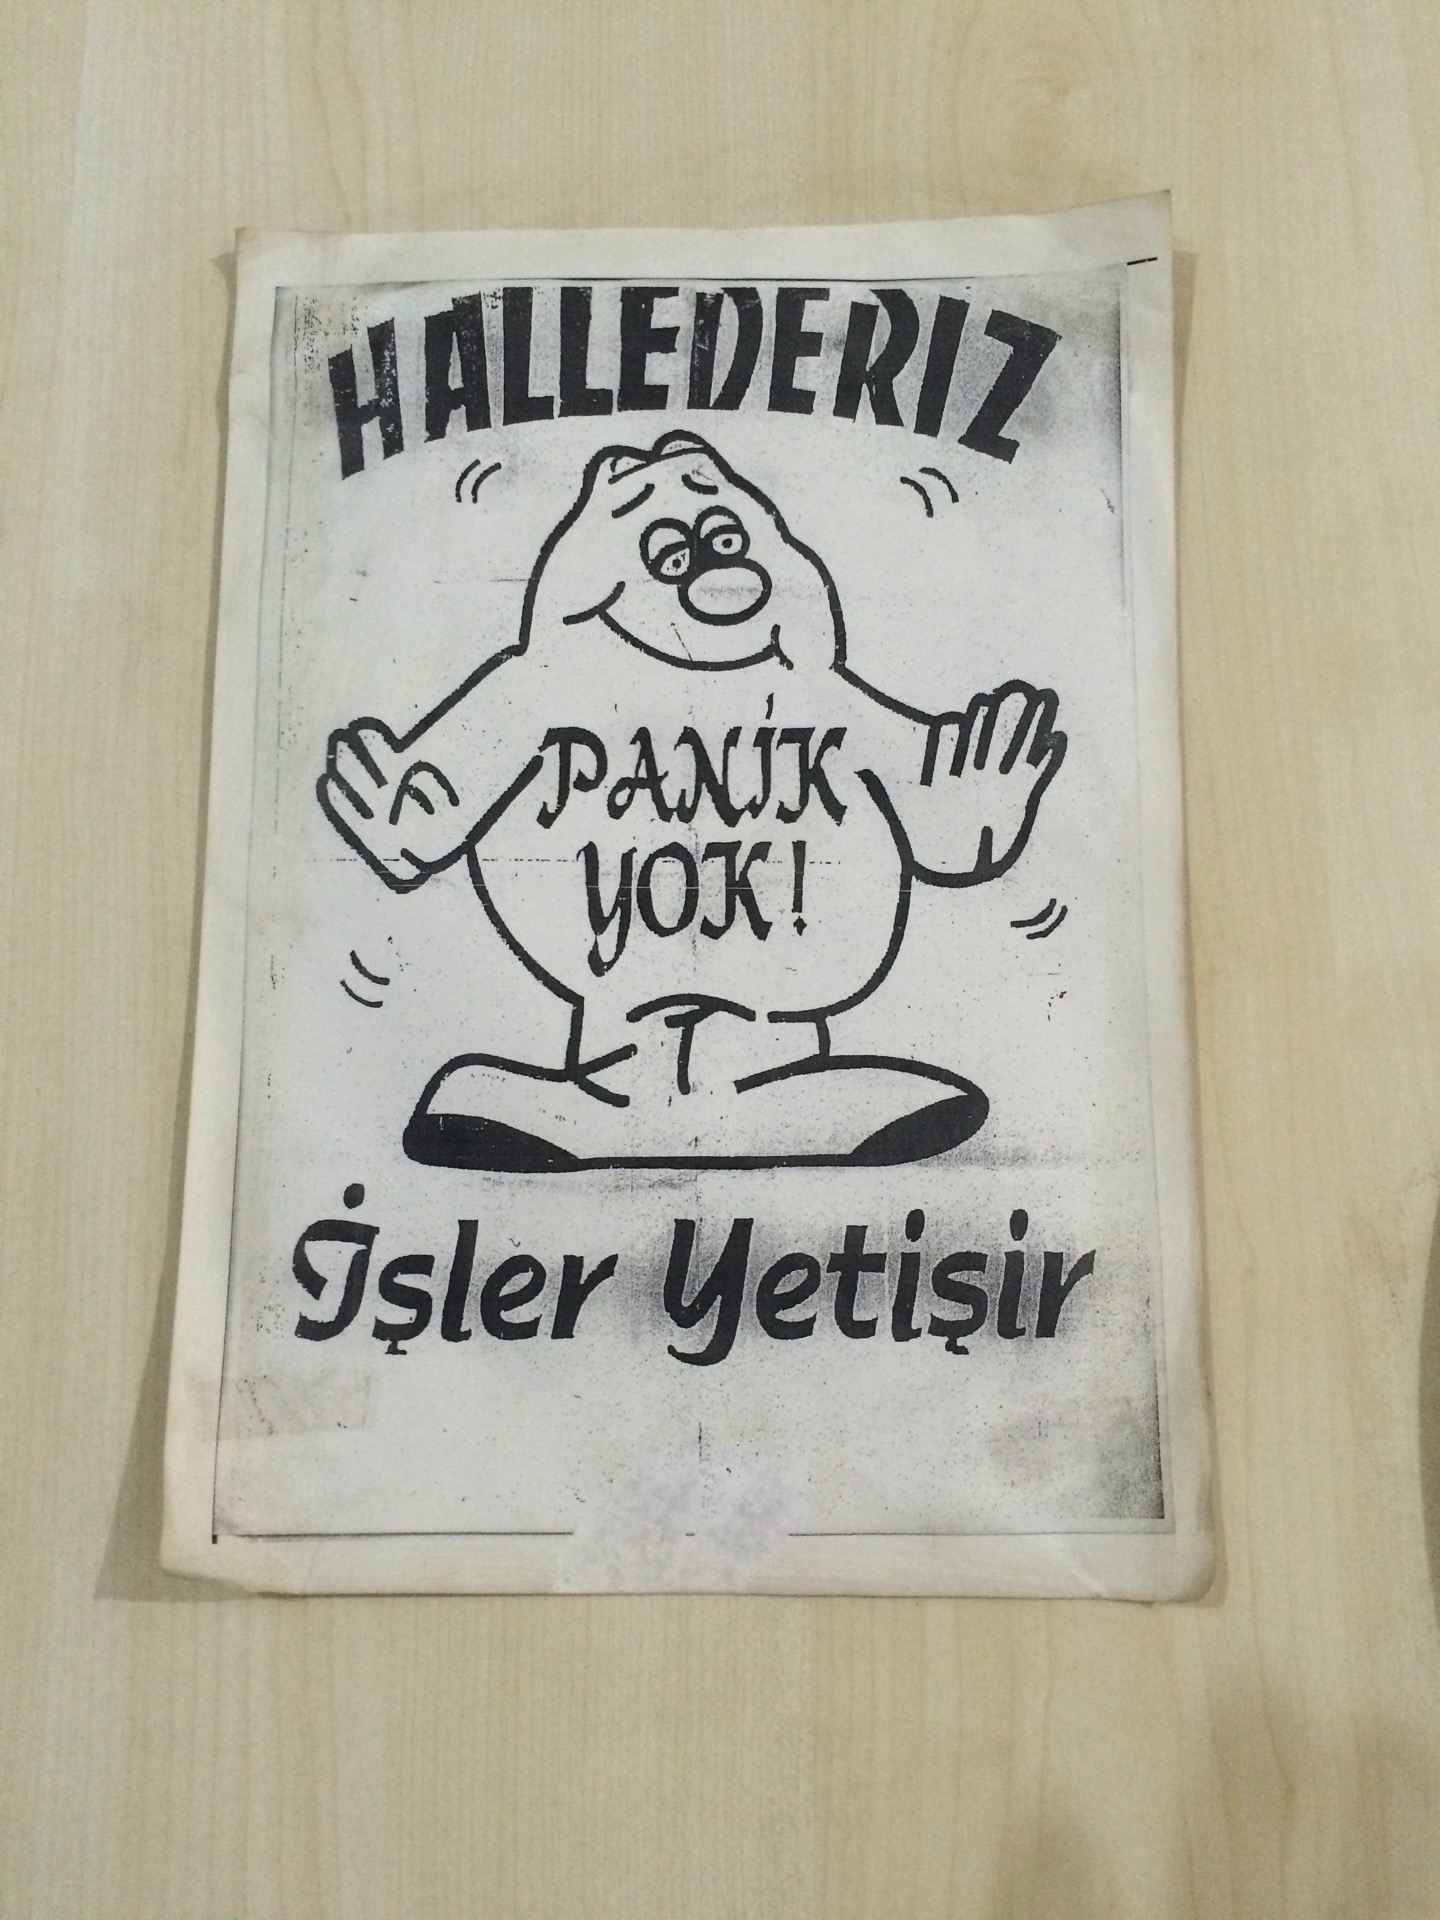 HALLEDERIZ
PANİK
YOK!
İşler Yetişir